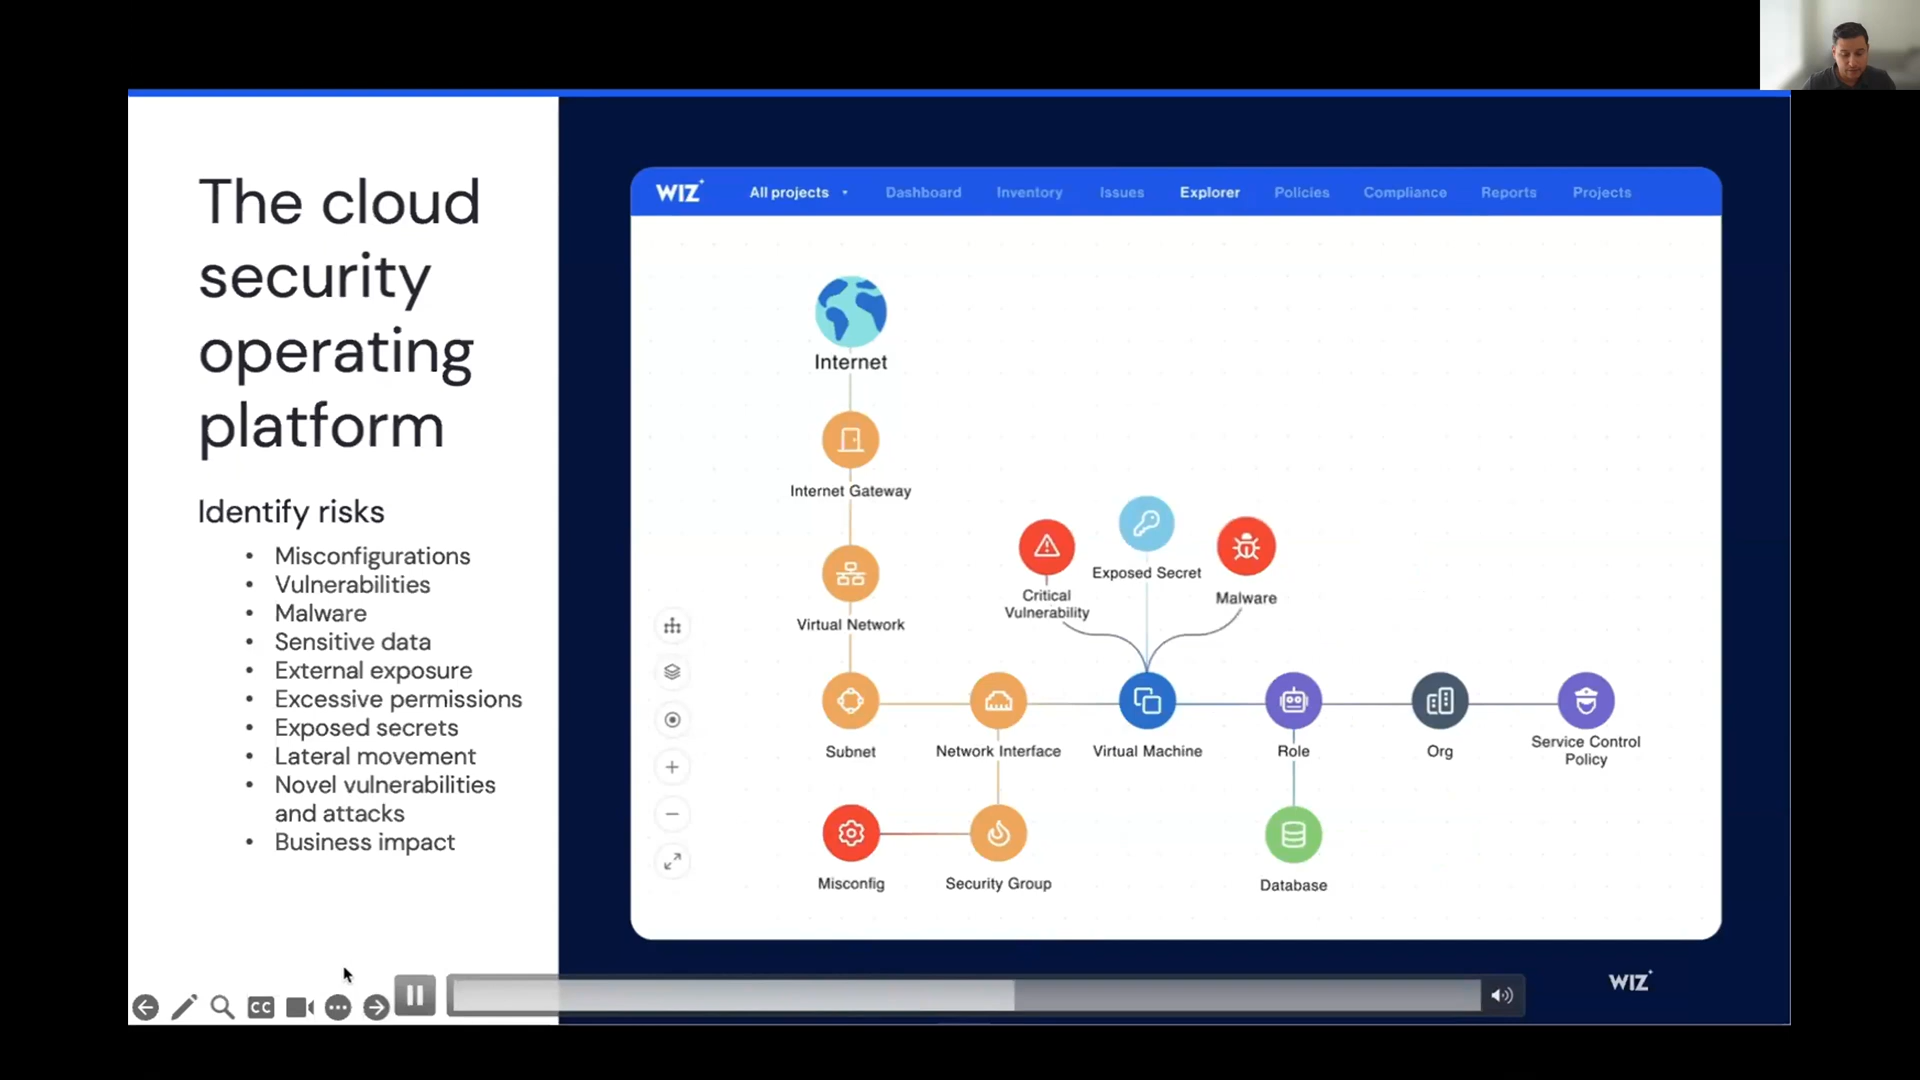 The cloud
security
operating
platform
Identify risks
• Misconfigurations
• Vulnerabilities
• Malware
• Sensitive data
• External exposure
• Excessive permissions
• Exposed secrets
• Lateral movement
• Novel vulnerabilities
and attacks
• Business impact
WIZ All projects Dashboard Inventory Issues Explorer Policies Compliance Reports Projects
Internet
Internet Gateway
Virtual Network
Critical
Vulnerability
Exposed Secret
Malware
Subnet
Network Interface
Virtual Machine
Role
Org
Service Control
Policy
Misconfig
Security Group
Database
CC
WIZ